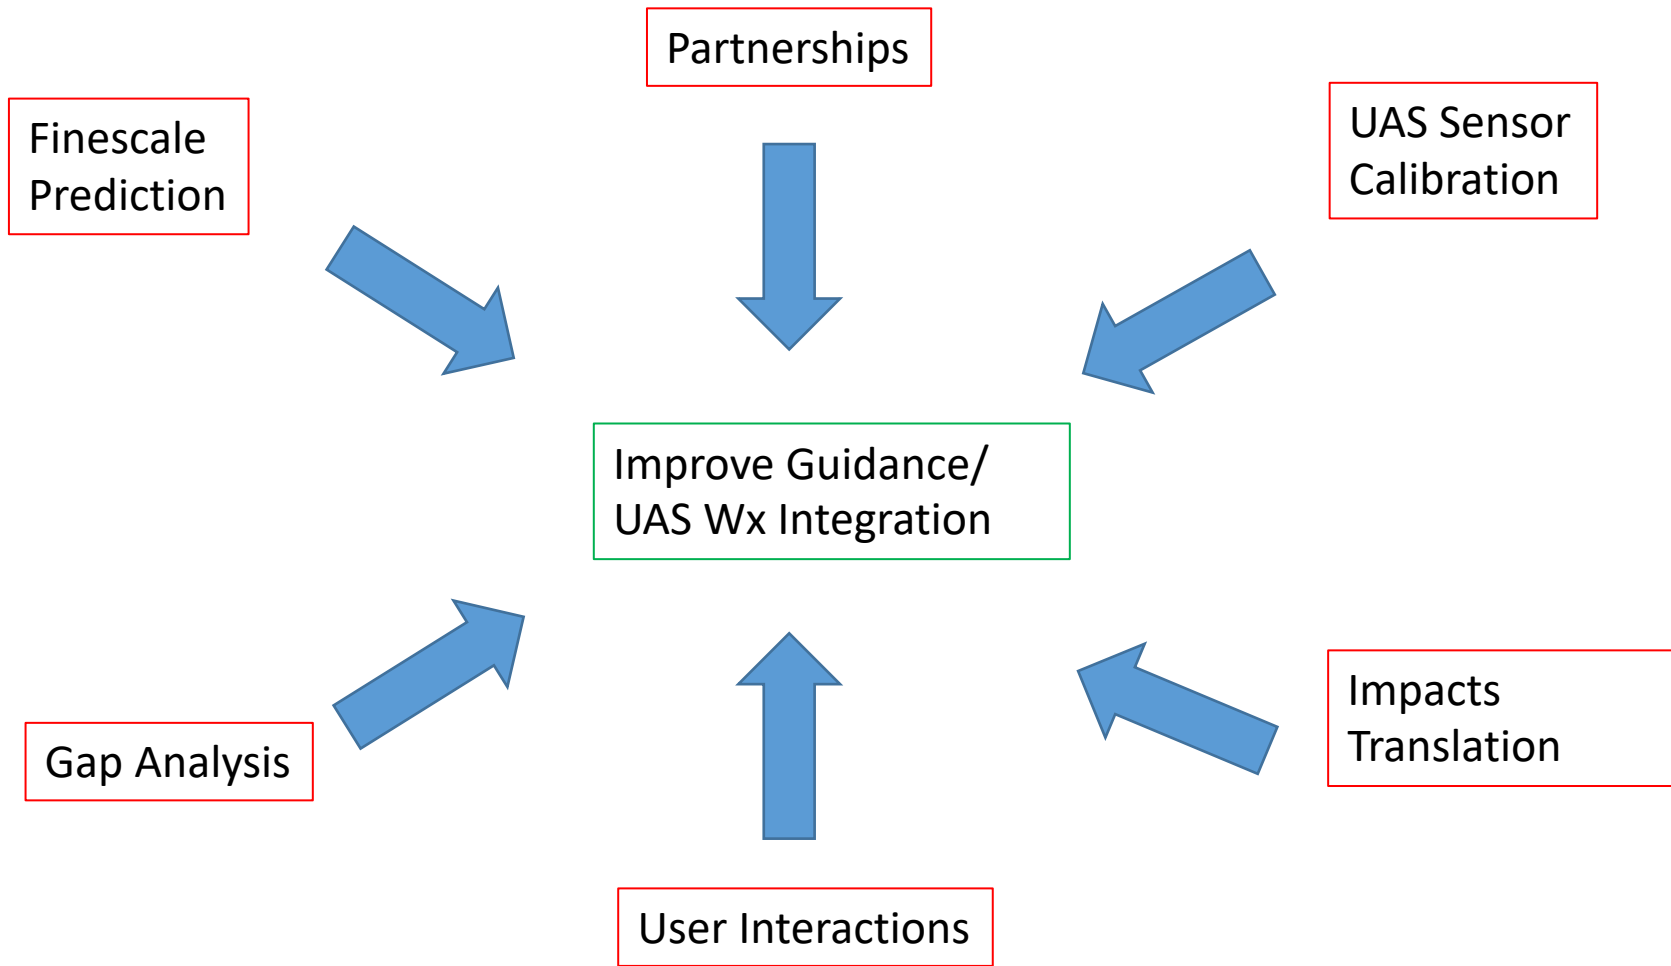 Partnerships
Finescale
Prediction
UAS Sensor
Calibration
Improve Guidance/
UAS Wx Integration
Gap Analysis
Impacts
Translation
User Interactions